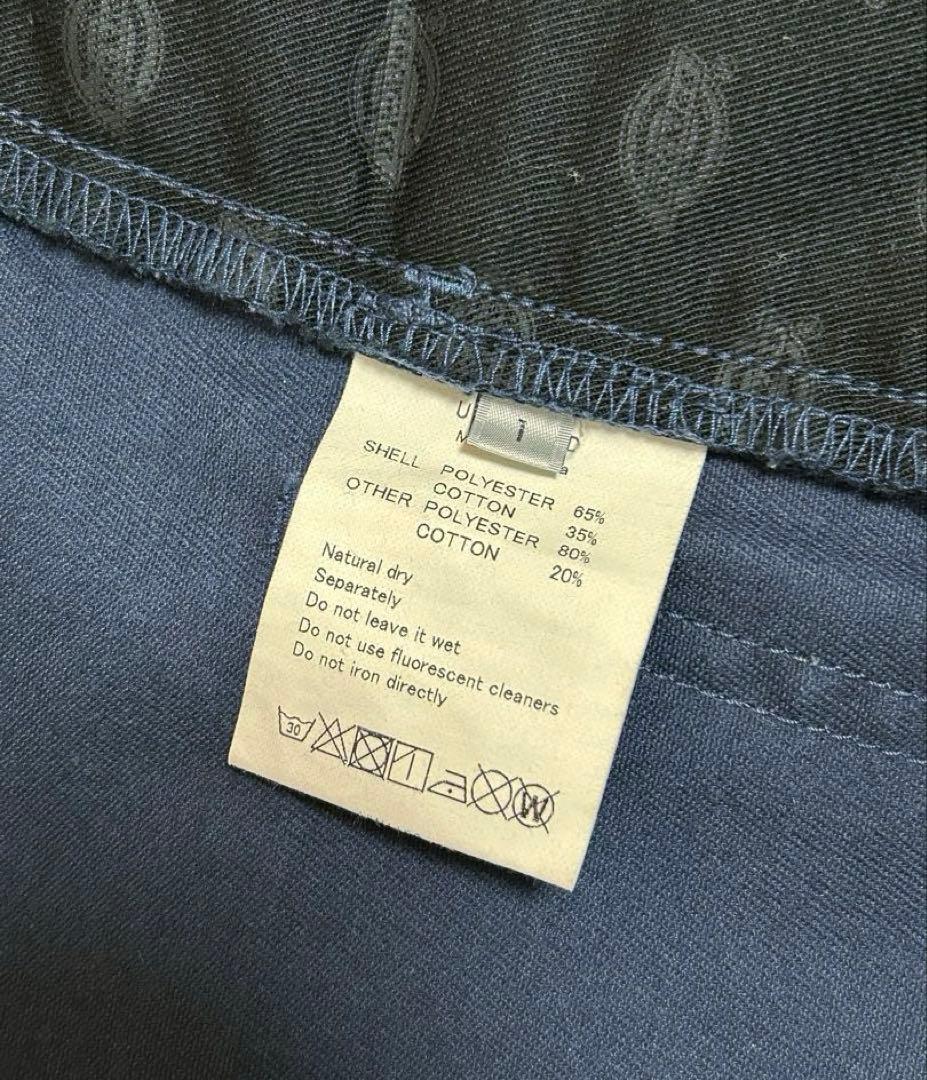 SHELL POLYESTER 65%
COTTON 35%
OTHER POLYESTER 80%
COTTON 20%
Natural dry
Separately
Do not leave it wet
Do not use fluorescent cleaners
Do not iron directly
30
W